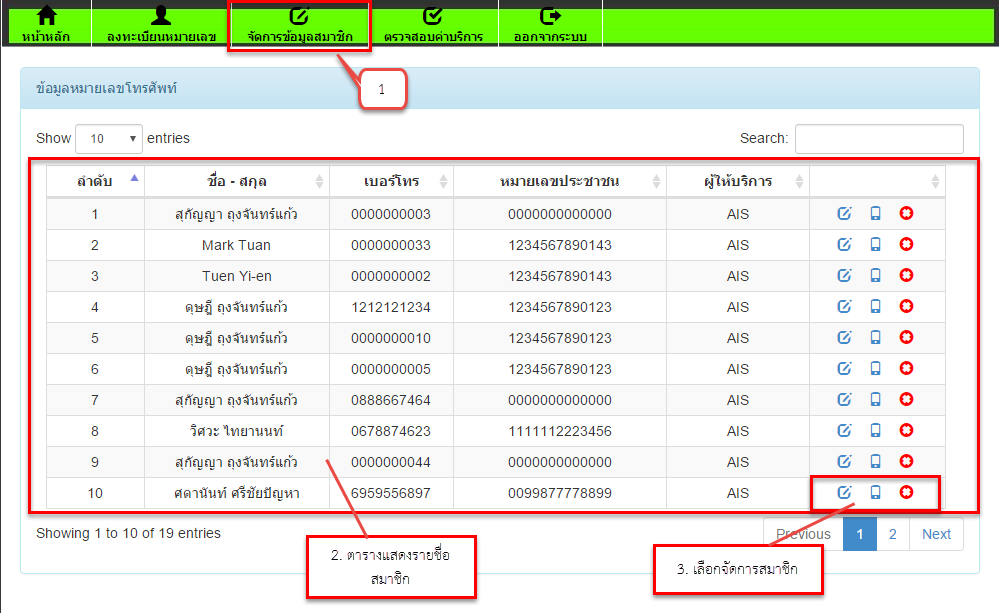 หน้าหลัก ลงทะเบียนหมายเลข จัดการข้อมูลสมาชิก ตรวจสอบค่าบริการ ออกจากระบบ
1
ข้อมูลหมายเลขโทรศัพท์
Show 10 entries Search:
ลำดับ ชื่อ - สกุล เบอร์โทร หมายเลขประชาชน ผู้ให้บริการ
1 สุกัญญา ถุงจันทร์แก้ว 0000000003 0000000000000 AIS
2 Mark Tuan 0000000033 1234567890143 AIS
3 Tuen Yi-en 0000000002 1234567890143 AIS
4 ดุษฎี ถุงจันทร์แก้ว 1212121234 1234567890123 AIS
5 ดุษฎี ถุงจันทร์แก้ว 0000000010 1234567890123 AIS
6 ดุษฎี ถุงจันทร์แก้ว 0000000005 1234567890123 AIS
7 สุกัญญา ถุงจันทร์แก้ว 0888667464 0000000000000 AIS
8 วิศวะ ไทยานนท์ 0678874623 1111112223456 AIS
9 สุกัญญา ถุงจันทร์แก้ว 0000000044 0000000000000 AIS
10 ศดานันท์ ศรีชัยปัญหา 6959556897 0099877778899 AIS
Showing 1 to 10 of 19 entries Previous 1 2 Next
2. ตารางแสดงรายชื่อ
สมาชิก
3. เลือกจัดการสมาชิก